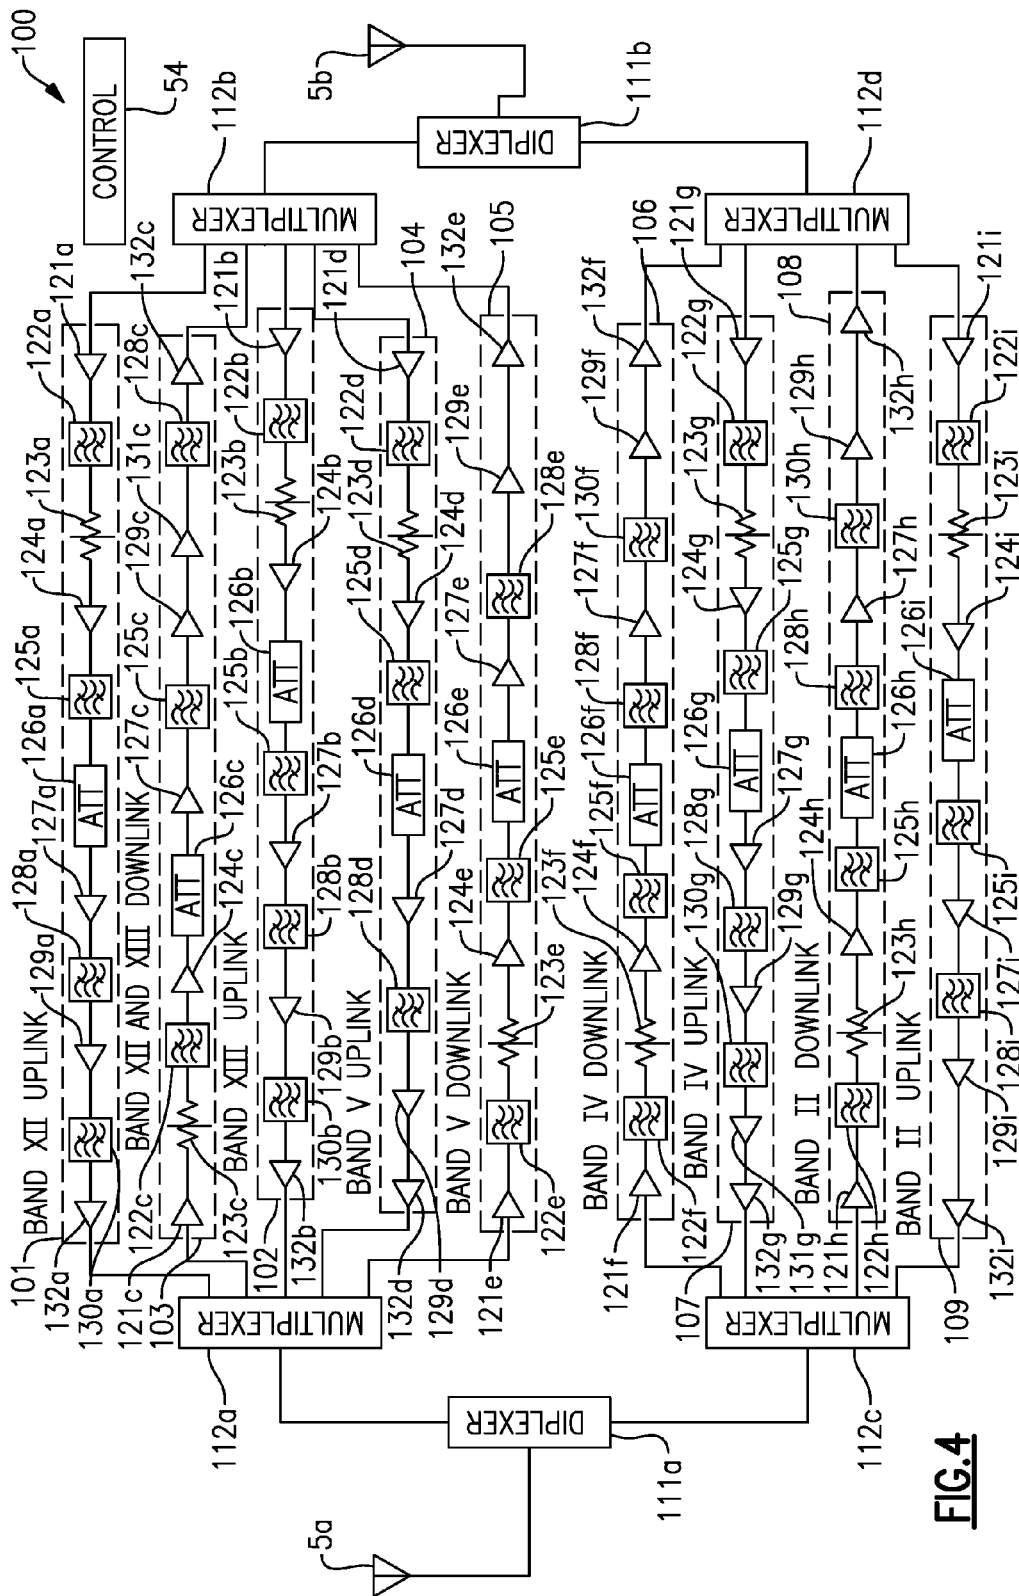 100
CONTROL
54
5b
DIPLEXER
111b
112b
MULTIPLEXER
112d
MULTIPLEXER
BAND XII UPLINK
101
121a
122a
123a
124a
125a
126a
ATT
127a
128a
129a
130a
132a
BAND XII AND XIII DOWNLINK
103
121c
122c
123c
124c
126c
ATT
127c
125c
129c
131c
128c
132c
BAND XIII UPLINK
102
121b
122b
123b
124b
126b
ATT
125b
127b
128b
129b
130b
132b
BAND V UPLINK
104
121d
122d
123d
124d
125d
126d
ATT
127d
128d
129d
132d
BAND V DOWNLINK
105
121e
122e
123e
124e
125e
126e
ATT
127e
128e
129e
132e
BAND IV DOWNLINK
106
121f
122f
123f
124f
125f
126f
ATT
128f
127f
130f
129f
132f
BAND IV UPLINK
107
121g
122g
123g
124g
125g
126g
ATT
127g
128g
129g
130g
131g
132g
BAND II DOWNLINK
108
121h
122h
123h
124h
125h
126h
ATT
128h
127h
130h
129h
132h
BAND II UPLINK
109
121i
122i
123i
124i
126i
ATT
125i
127i
128i
129i
132i
MULTIPLEXER
112a
MULTIPLEXER
112c
DIPLEXER
111a
5a
FIG.4